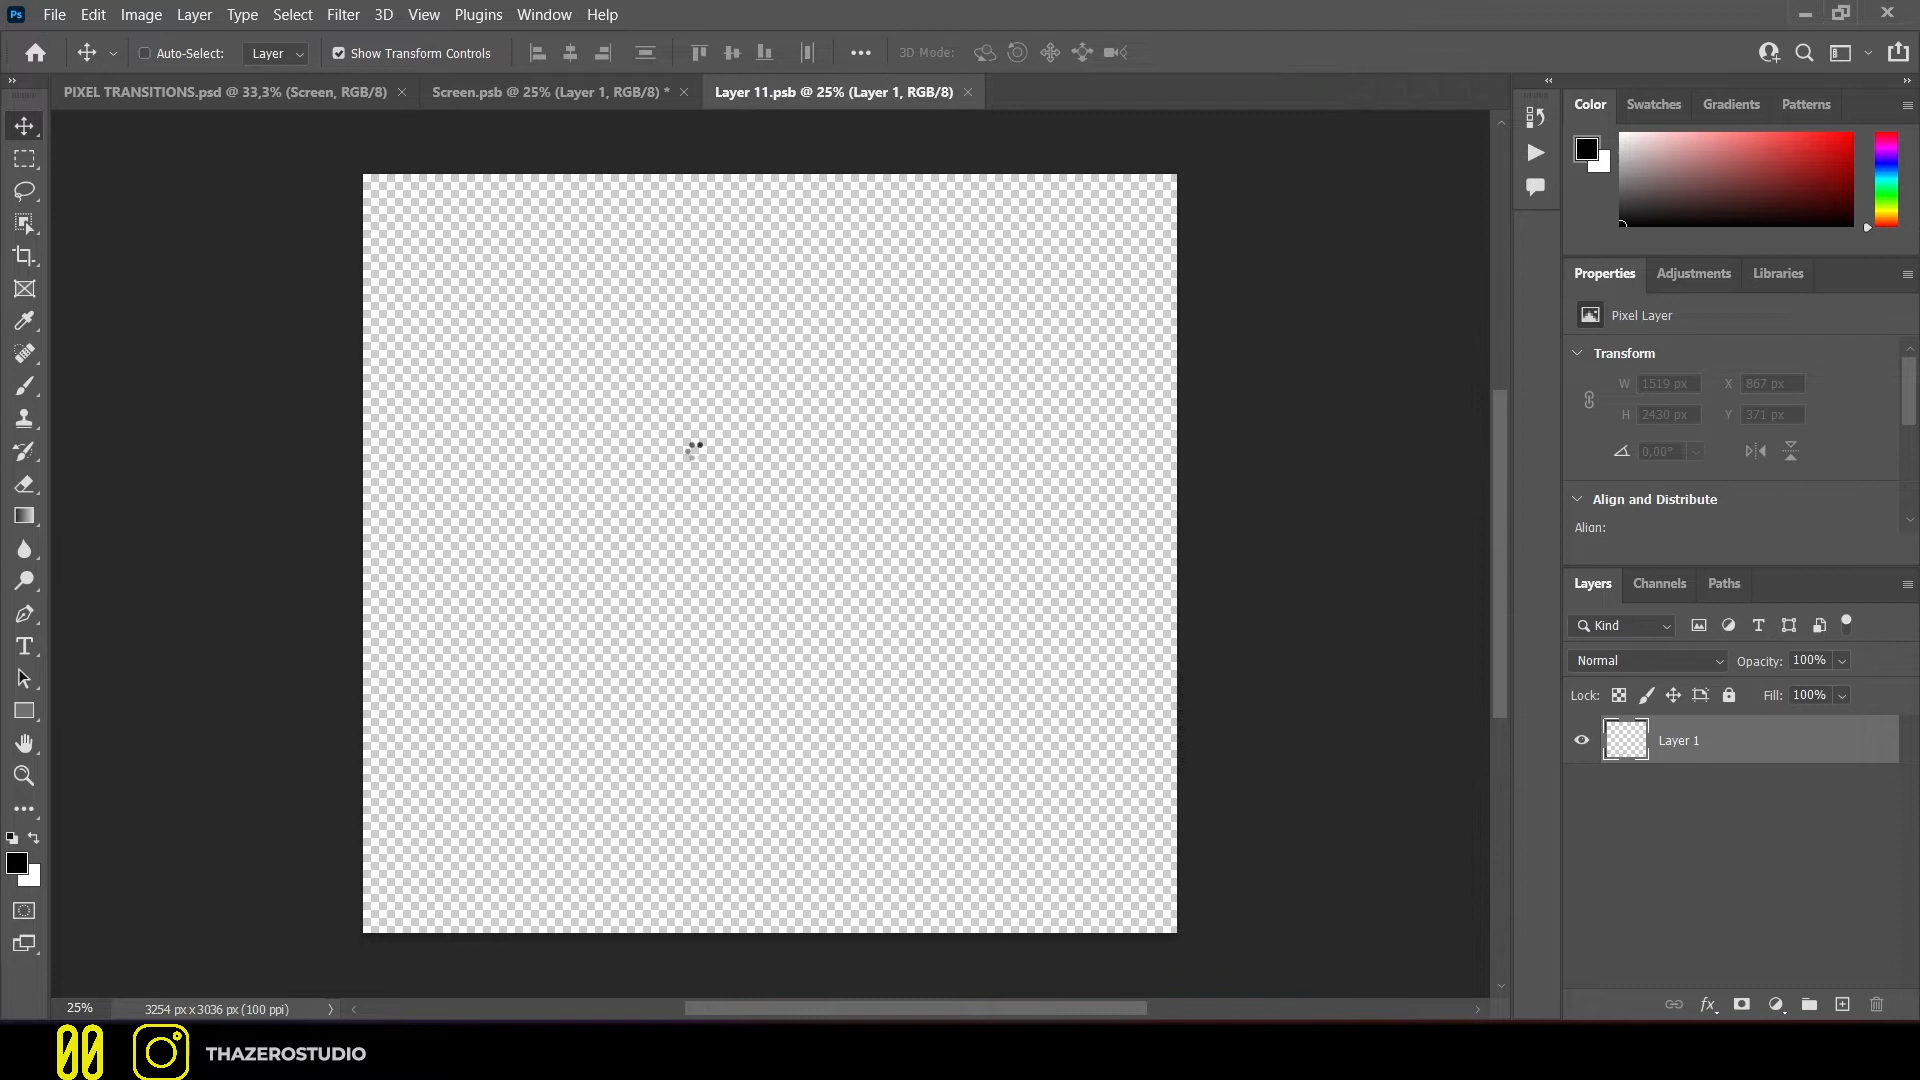 Ps File Edit Image Layer Type Select Filter 3D View Plugins Window Help
Auto-Select: Layer Show Transform Controls 3D Mode:
PIXEL TRANSITIONS.psd @ 33,3% (Screen, RGB/8) Screen.psb @ 25% (Layer 1, RGB/8) * Layer 11.psb @ 25% (Layer 1, RGB/8)
Color Swatches Gradients Patterns
Properties Adjustments Libraries
Pixel Layer
Transform
W 1519 px X 867 px
H 2430 px Y 371 px
0,00°
Align and Distribute
Align:
Layers Channels Paths
Kind
Normal Opacity: 100%
Lock: Fill: 100%
Layer 1
25% 3254 px x 3036 px (100 ppi)
THAZEROSTUDIO